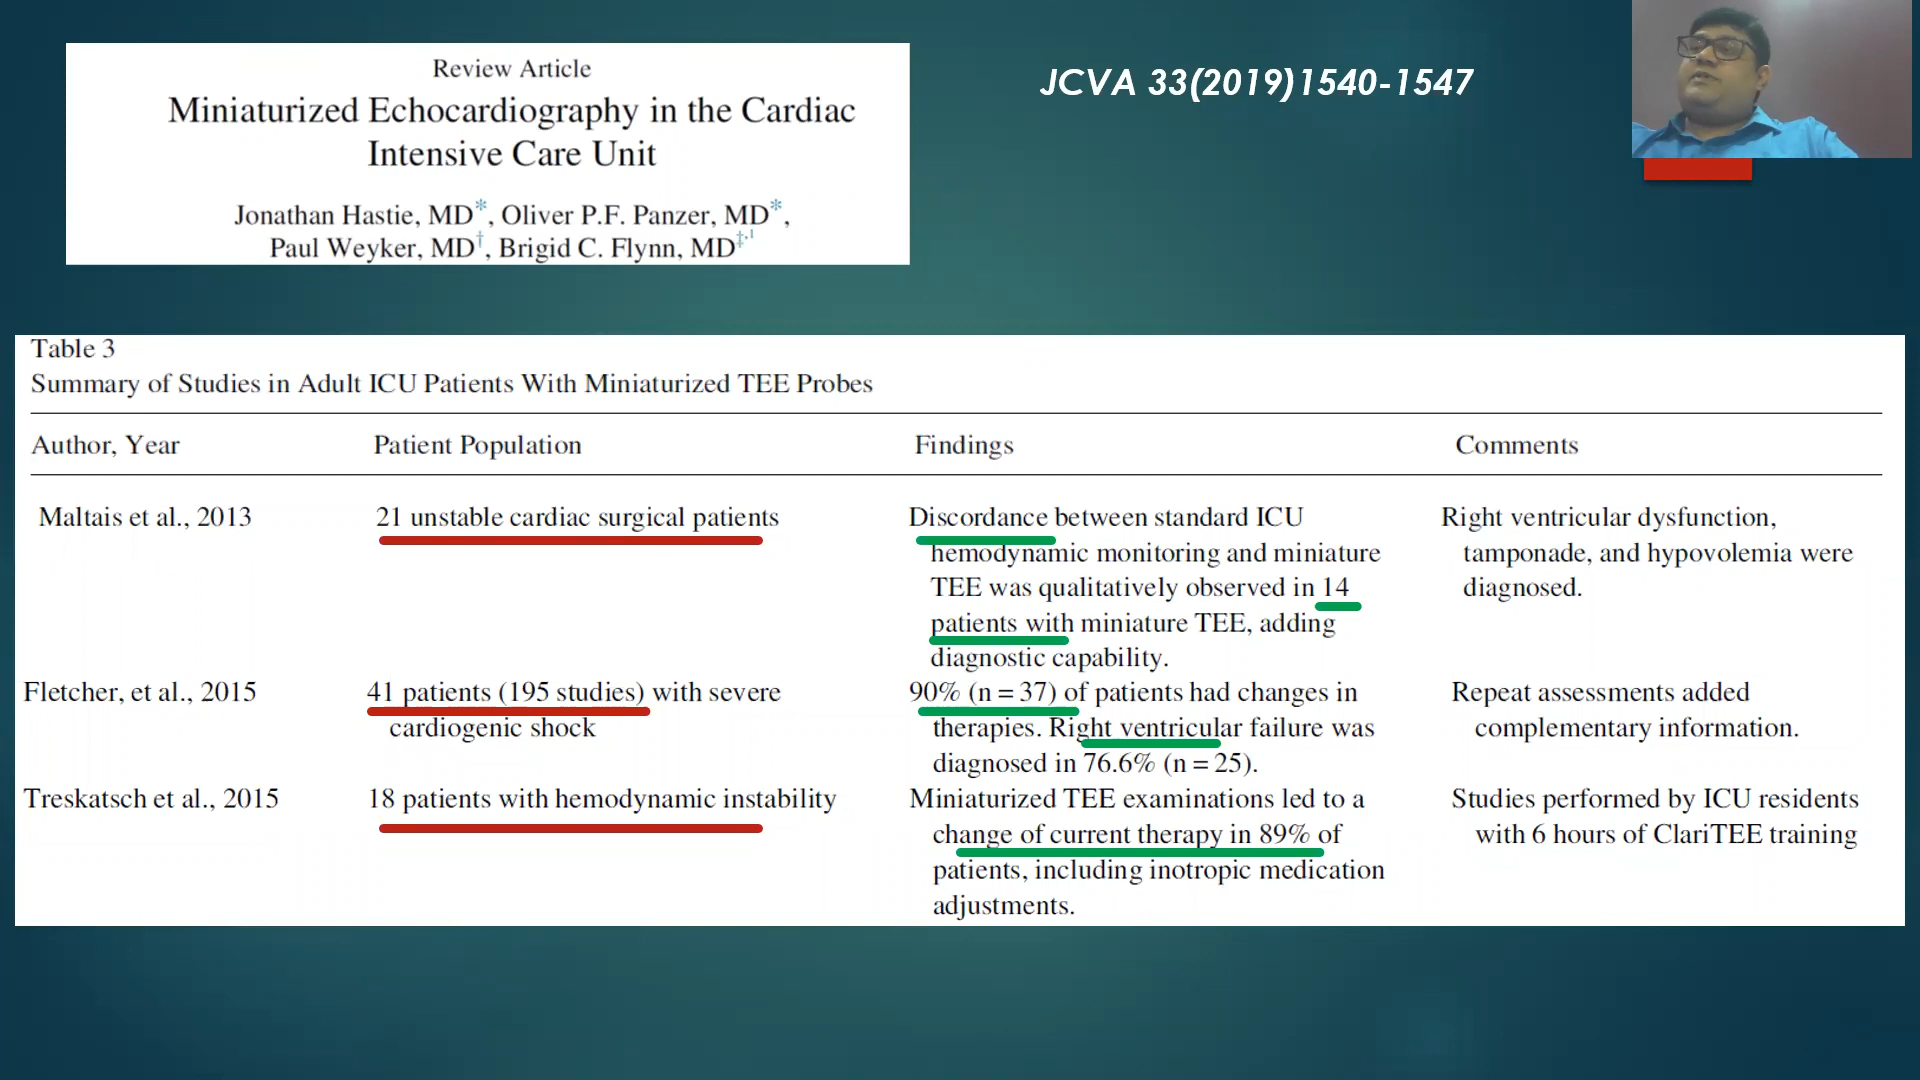 Review Article
Miniaturized Echocardiography in the Cardiac
Intensive Care Unit
Jonathan Hastie, MD*, Oliver P.F. Panzer, MD*,
Paul Weyker, MD†, Brigid C. Flynn, MD‡,1
JCVA 33(2019)1540-1547
Table 3
Summary of Studies in Adult ICU Patients With Miniaturized TEE Probes
Author, Year Patient Population Findings Comments
Maltais et al., 2013
21 unstable cardiac surgical patients
Discordance between standard ICU
hemodynamic monitoring and miniature
TEE was qualitatively observed in 14
patients with miniature TEE, adding
diagnostic capability.
Right ventricular dysfunction,
tamponade, and hypovolemia were
diagnosed.
Fletcher, et al., 2015
41 patients (195 studies) with severe
cardiogenic shock
90% (n = 37) of patients had changes in
therapies. Right ventricular failure was
diagnosed in 76.6% (n = 25).
Repeat assessments added
complementary information.
Treskatsch et al., 2015
18 patients with hemodynamic instability
Miniaturized TEE examinations led to a
change of current therapy in 89% of
patients, including inotropic medication
adjustments.
Studies performed by ICU residents
with 6 hours of ClariTEE training